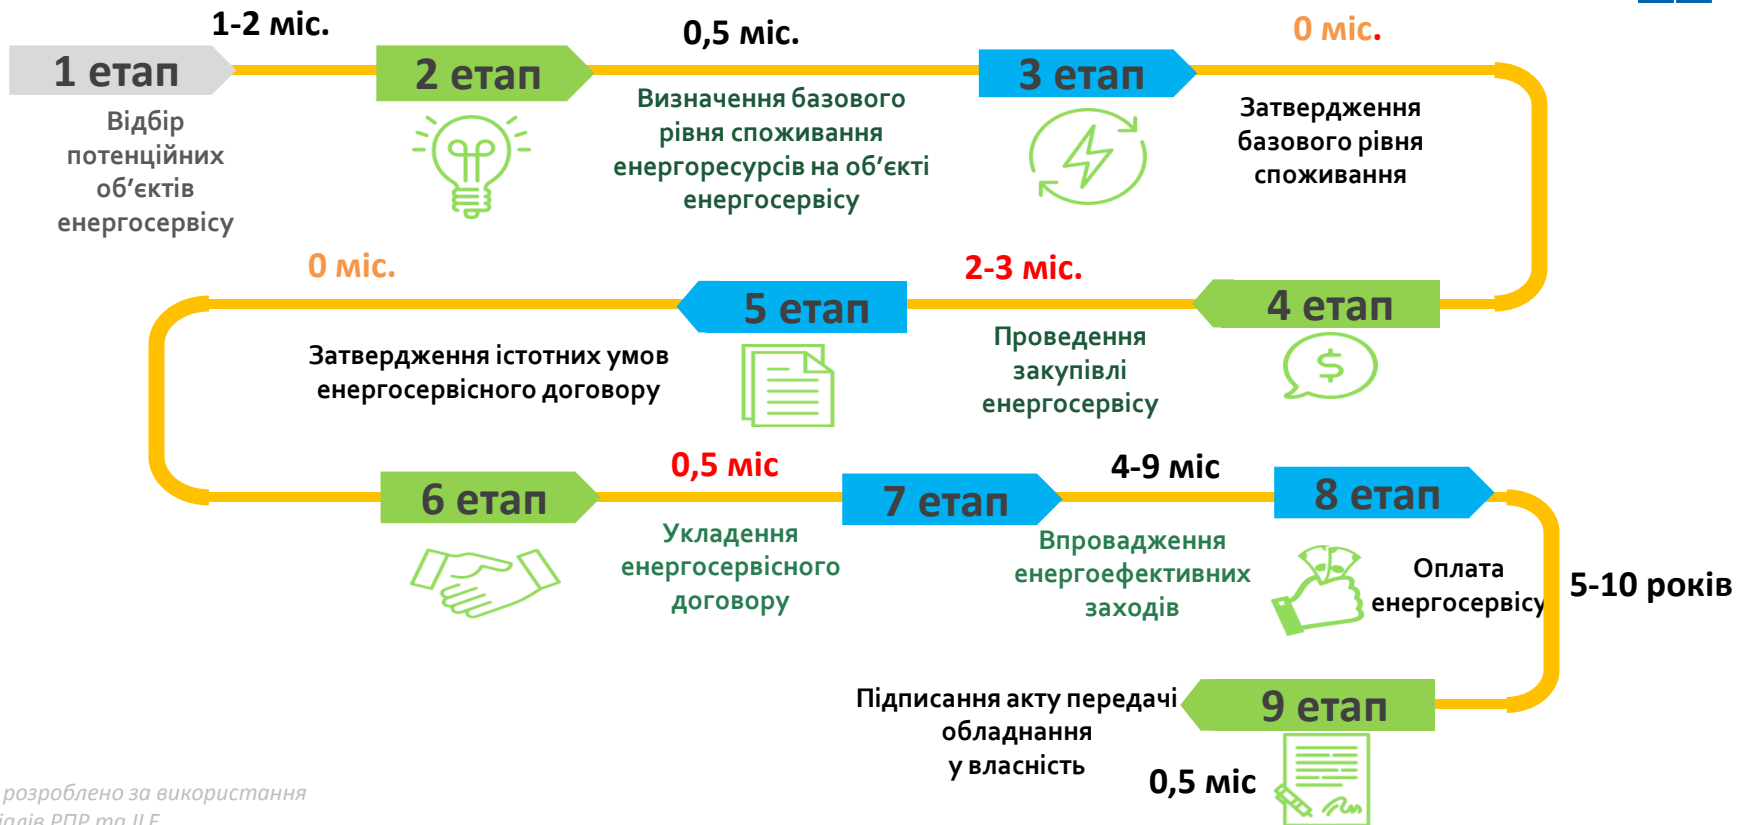 1-2 міс.
1 етап
Відбір
потенційних
об’єктів
енергосервісу
2 етап
0,5 міс.
Визначення базового
рівня споживання
енергоресурсів на об’єкті
енергосервісу
3 етап
0 міс.
Затвердження
базового рівня
споживання
4 етап
2-3 міс.
Проведення
закупівлі
енергосервісу
5 етап
0 міс.
Затвердження істотних умов
енергосервісного договору
6 етап
0,5 міс
Укладення
енергосервісного
договору
7 етап
4-9 міс
Впровадження
енергоефективних
заходів
8 етап
Оплата
енергосервісу
5-10 років
9 етап
Підписання акту передачі
обладнання
у власність
0,5 міс
$
розроблено за використання
РПР та